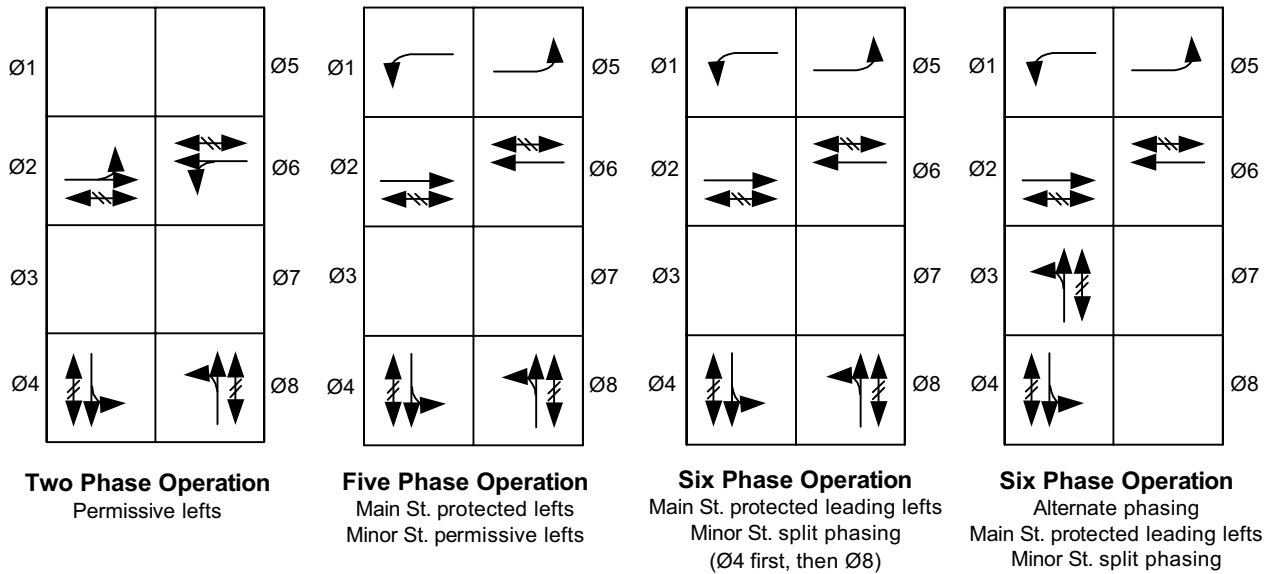 Ø1
Ø5
Ø2
Ø6
Ø3
Ø7
Ø4
Ø8
Two Phase Operation
Permissive lefts
Ø1
Ø5
Ø2
Ø6
Ø3
Ø7
Ø4
Ø8
Five Phase Operation
Main St. protected lefts
Minor St. permissive lefts
Ø1
Ø5
Ø2
Ø6
Ø3
Ø7
Ø4
Ø8
Six Phase Operation
Main St. protected leading lefts
Minor St. split phasing
(Ø4 first, then Ø8)
Ø1
Ø5
Ø2
Ø6
Ø3
Ø7
Ø4
Ø8
Six Phase Operation
Alternate phasing
Main St. protected leading lefts
Minor St. split phasing